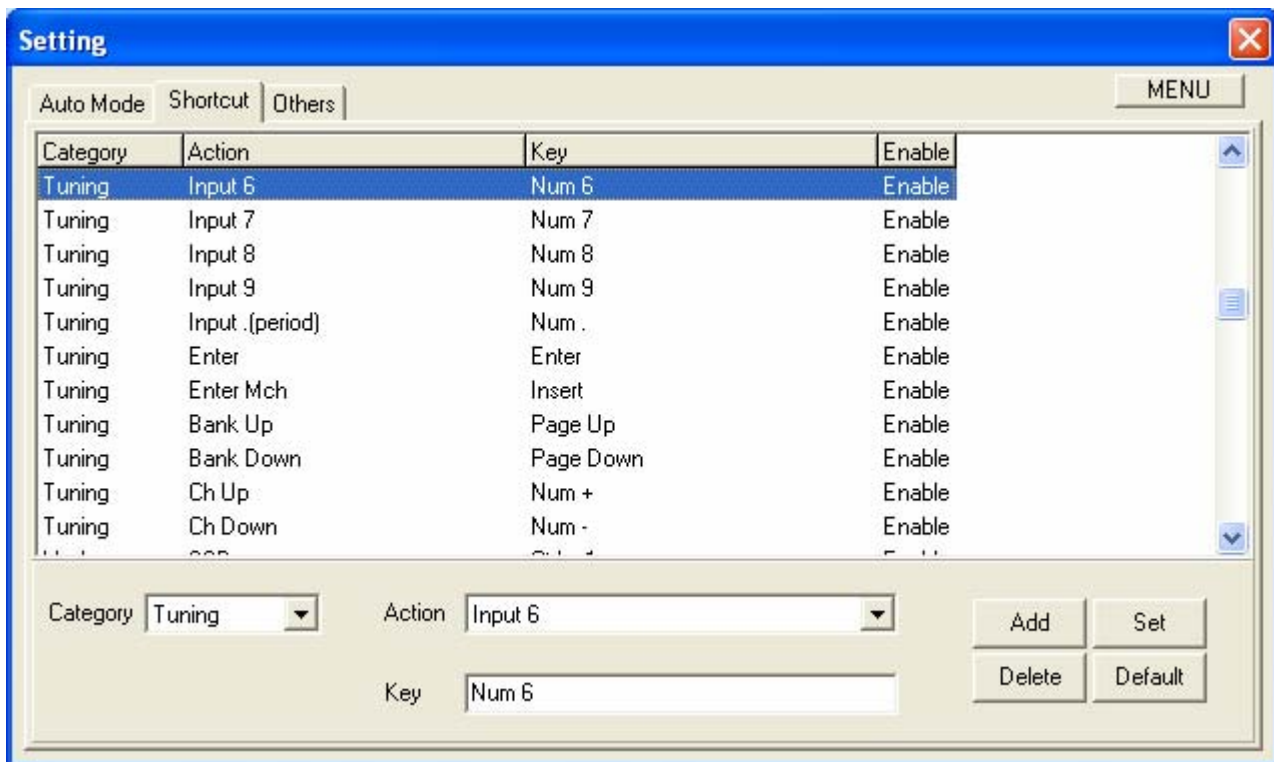 Setting
MENU
Auto Mode Shortcut Others
Category Action Key Enable
Tuning Input 6 Num 6 Enable
Tuning Input 7 Num 7 Enable
Tuning Input 8 Num 8 Enable
Tuning Input 9 Num 9 Enable
Tuning Input .(period) Num . Enable
Tuning Enter Enter Enable
Tuning Enter Mch Insert Enable
Tuning Bank Up Page Up Enable
Tuning Bank Down Page Down Enable
Tuning Ch Up Num + Enable
Tuning Ch Down Num - Enable
Category Tuning Action Input 6 Add Set
Key Num 6 Delete Default